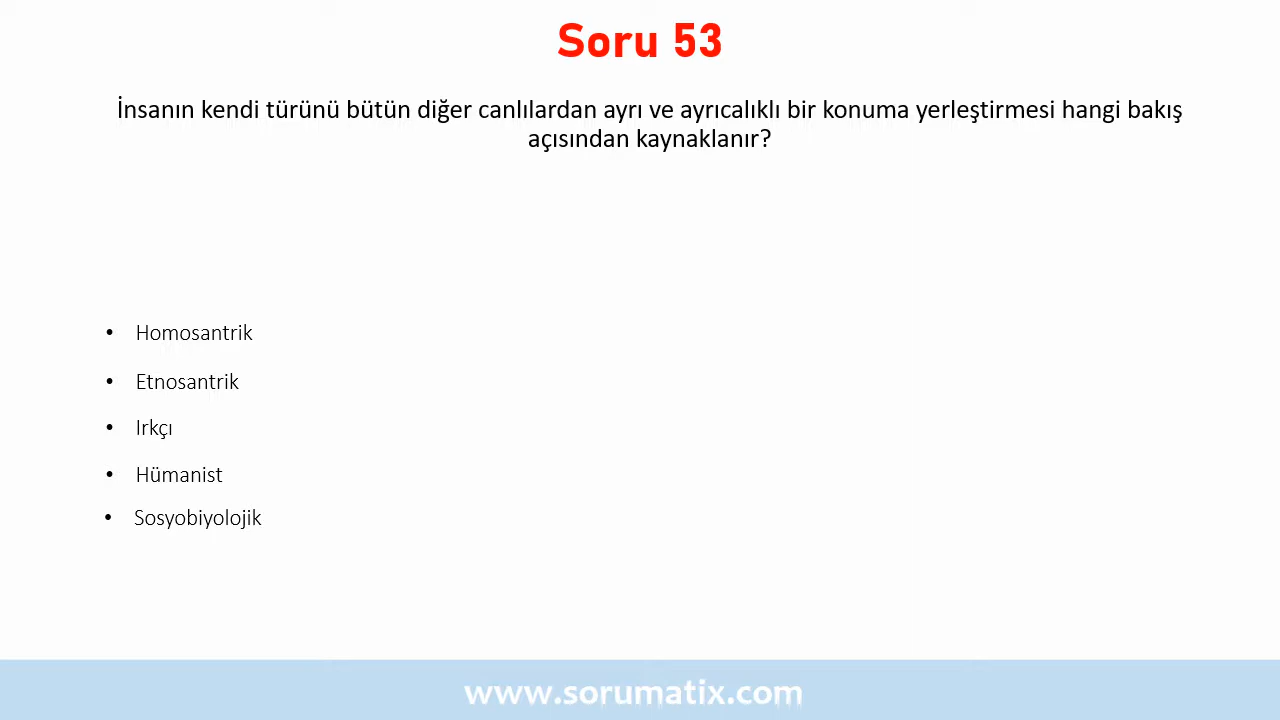 Soru 53
İnsanın kendi türünü bütün diğer canlılardan ayrı ve ayrıcalıklı bir konuma yerleştirmesi hangi bakış
açısından kaynaklanır?
• Homosantrik
• Etnosantrik
• Irkçı
• Hümanist
• Sosyobiyolojik
www.sorumatix.com